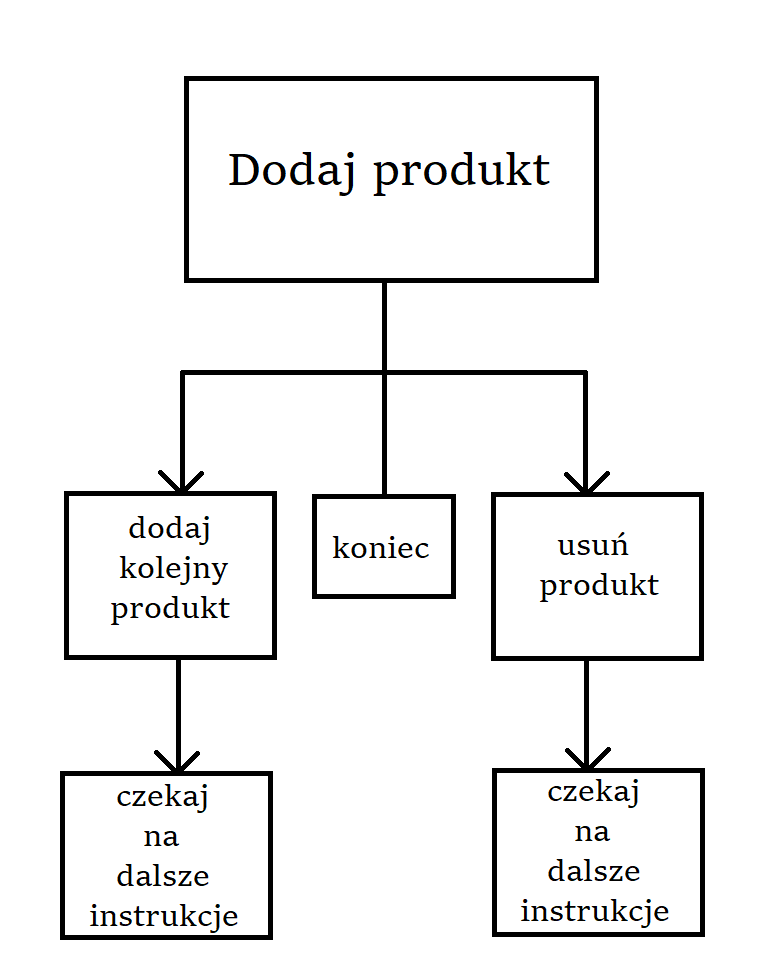 Dodaj produkt
dodaj
kolejny
produkt
koniec
usuń
produkt
czekaj
na
dalsze
instrukcje
czekaj
na
dalsze
instrukcje